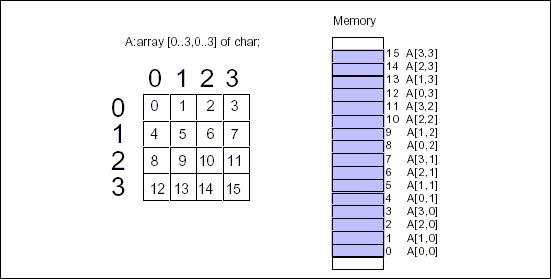 Memory
A:array [0..3,0..3] of char;
0 1 2 3
0 0 1 2 3
1 4 5 6 7
2 8 9 10 11
3 12 13 14 15
15 A[3,3]
14 A[2,3]
13 A[1,3]
12 A[0,3]
11 A[3,2]
10 A[2,2]
9 A[1,2]
8 A[0,2]
7 A[3,1]
6 A[2,1]
5 A[1,1]
4 A[0,1]
3 A[3,0]
2 A[2,0]
1 A[1,0]
0 A[0,0]